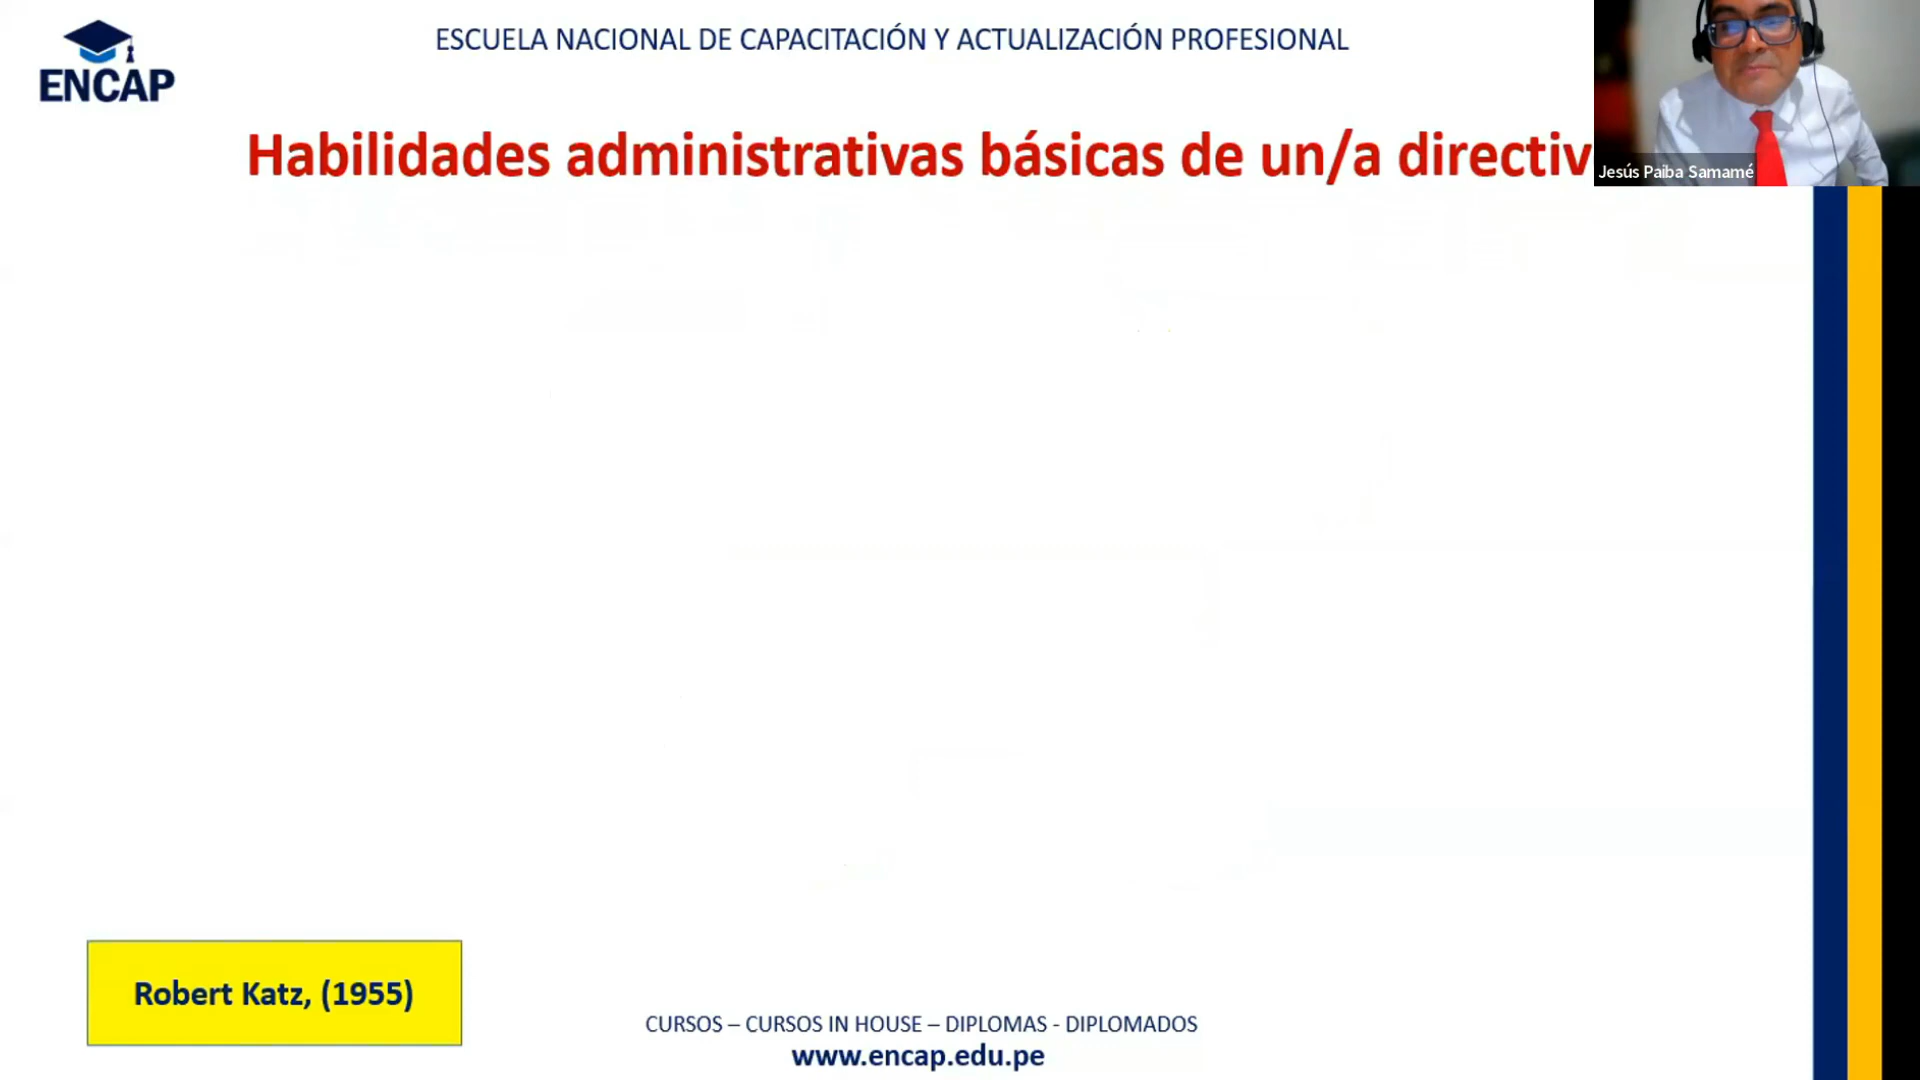 ENCAP
ESCUELA NACIONAL DE CAPACITACIÓN Y ACTUALIZACIÓN PROFESIONAL
Habilidades administrativas básicas de un/a directiv
Jesús Paiba Samamé
Robert Katz, (1955)
CURSOS – CURSOS IN HOUSE – DIPLOMAS - DIPLOMADOS
www.encap.edu.pe